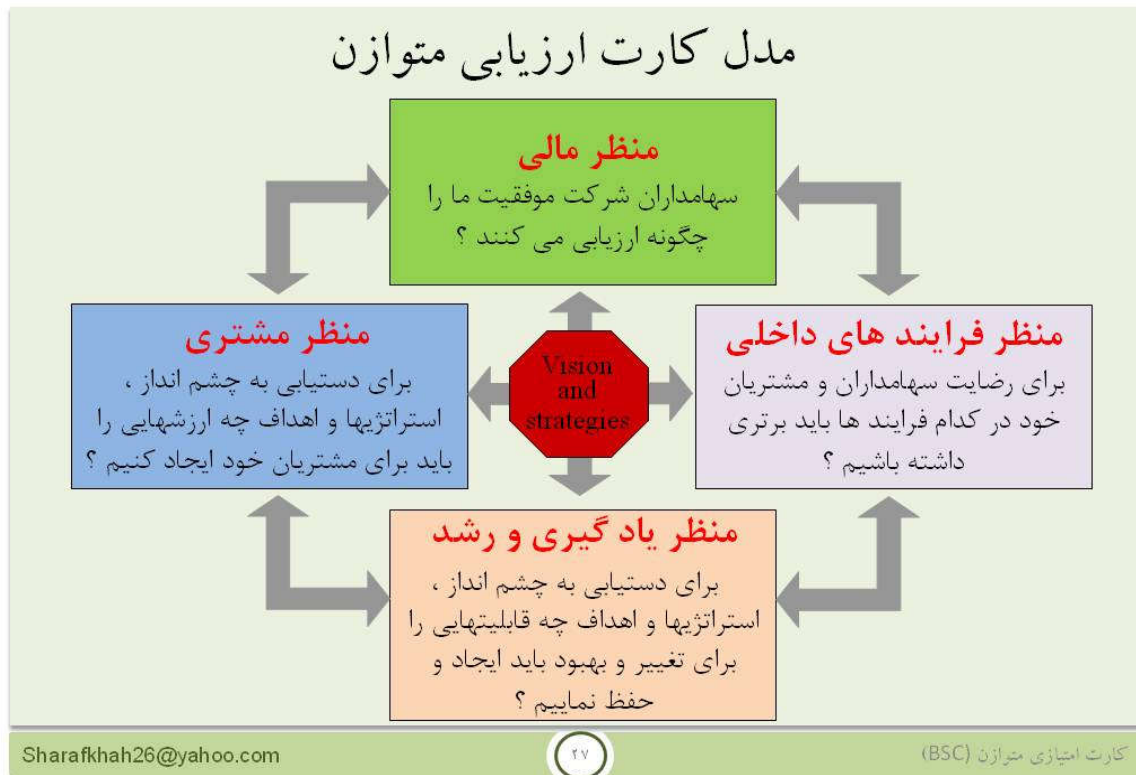 مدل کارت ارزیابی متوازن
منظر مالی
سهامداران شرکت موفقیت ما را
چگونه ارزیابی می کنند ؟
منظر فرایند های داخلی
برای رضایت سهامداران و مشتریان
خود در کدام فرایند ها باید برتری
داشته باشیم ؟
Vision
and
strategies
منظر مشتری
برای دستیابی به چشم انداز ،
استراتژیها و اهداف چه ارزشهایی را
باید برای مشتریان خود ایجاد کنیم ؟
منظر یاد گیری و رشد
برای دستیابی به چشم انداز ،
استراتژیها و اهداف چه قابلیتهایی را
برای تغییر و بهبود باید ایجاد و
حفظ نماییم ؟
کارت امتیازی متوازن (BSC)
۲۷
Sharafkhah26@yahoo.com